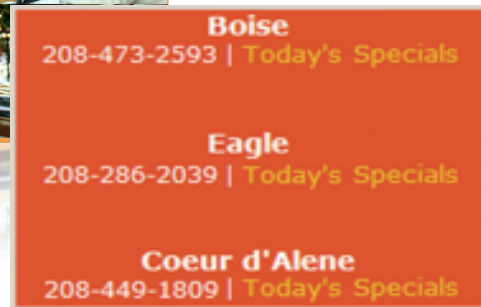 Boise
208-473-2593 | Today's Specials
Eagle
208-286-2039 | Today's Specials
Coeur d'Alene
208-449-1809 | Today's Specials